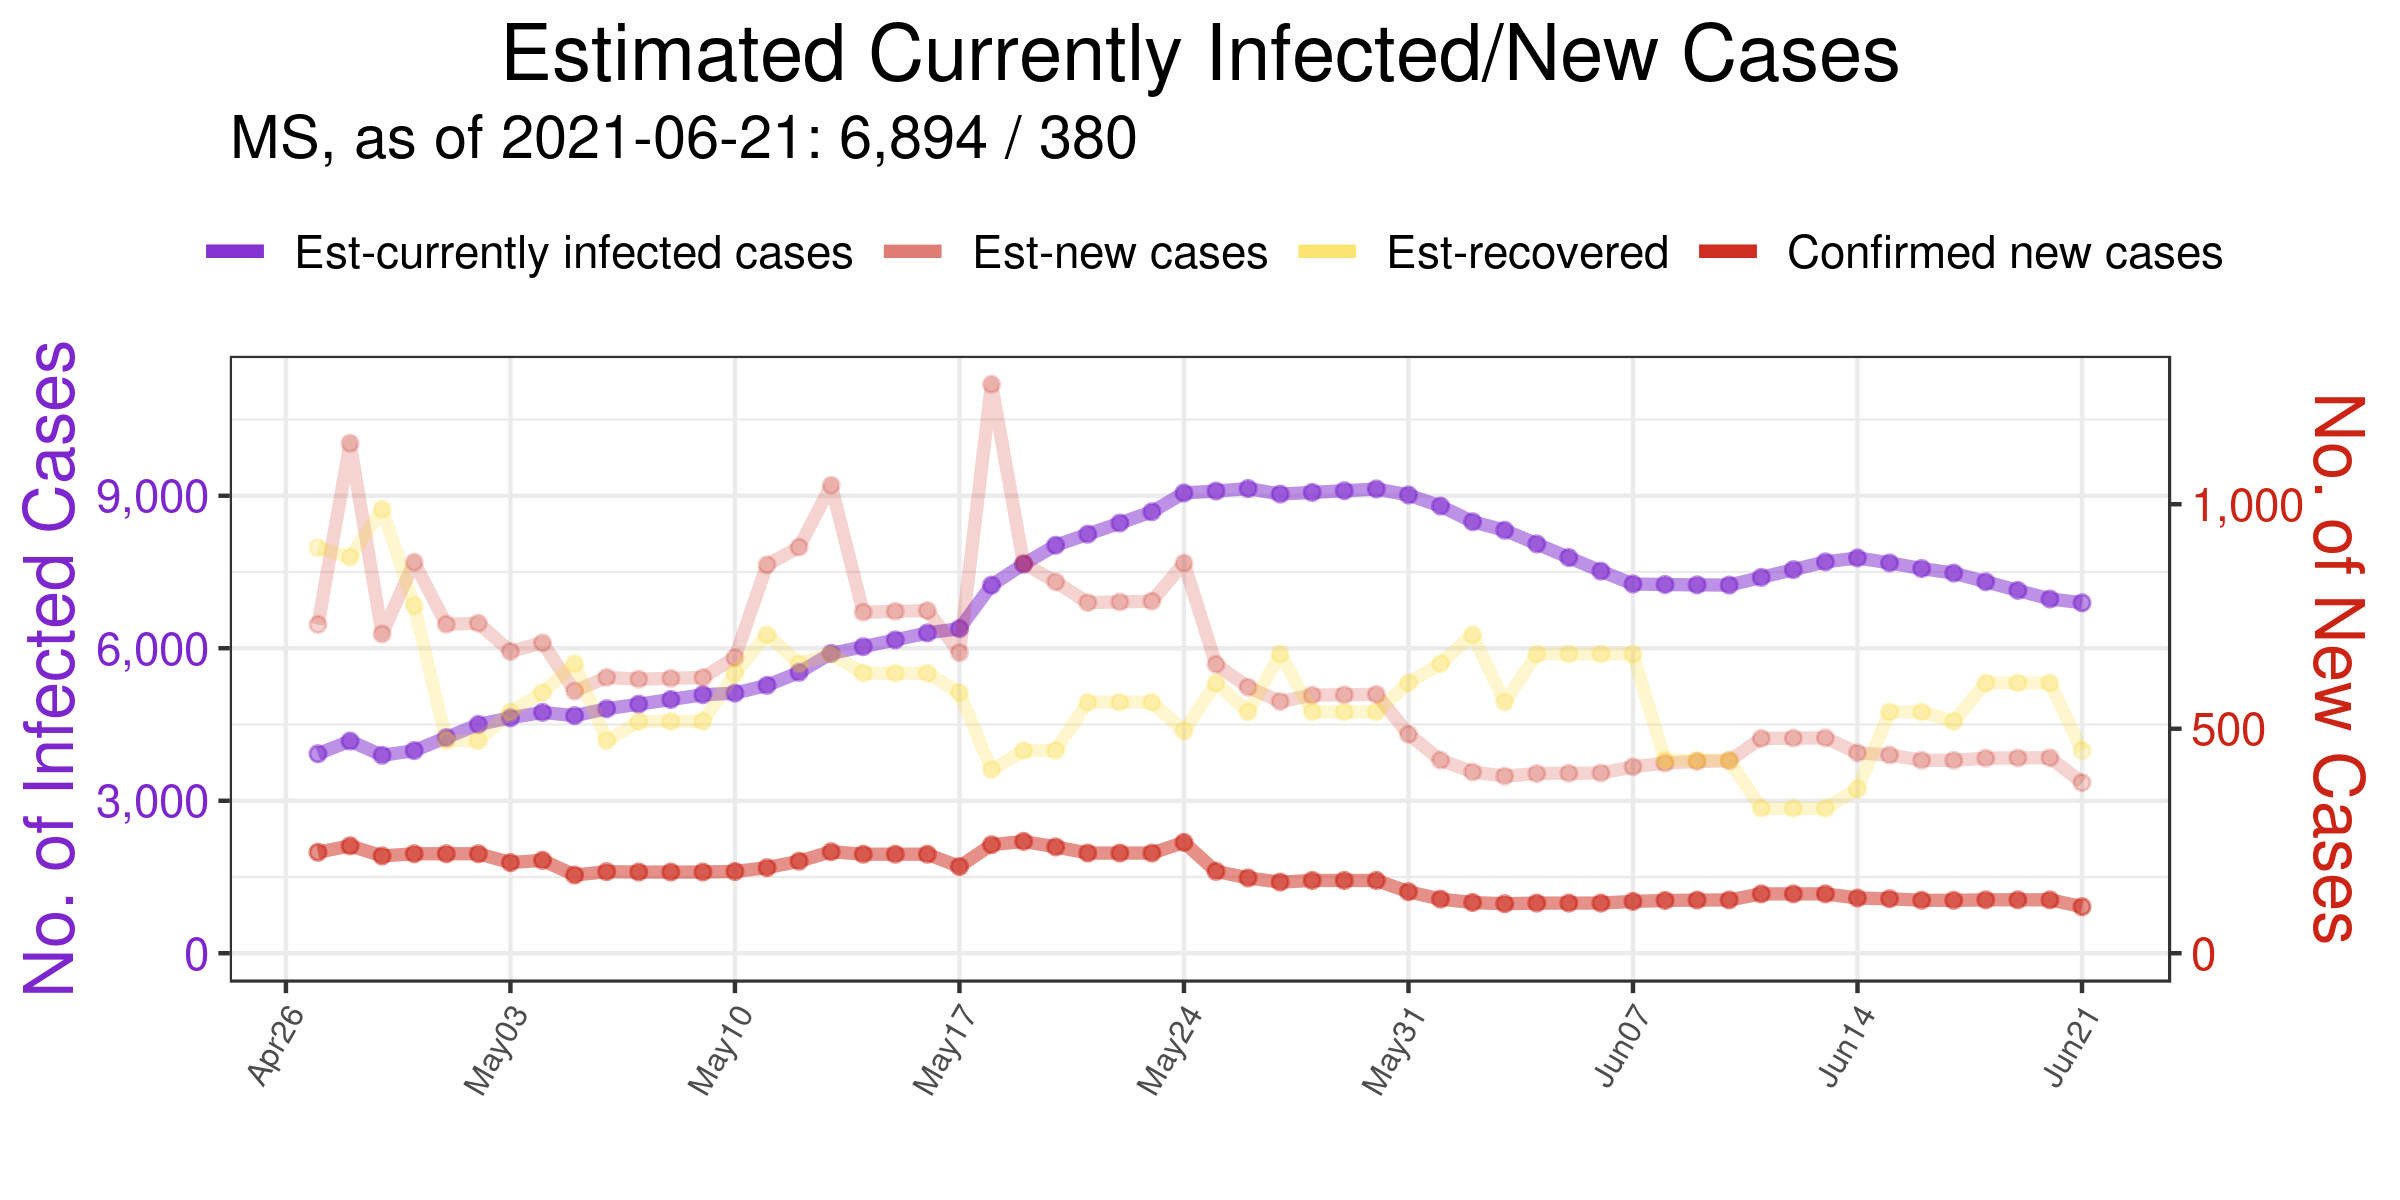 Estimated Currently Infected/New Cases
MS, as of 2021-06-21: 6,894 / 380
Est-currently infected cases Est-new cases Est-recovered Confirmed new cases
No. of Infected Cases
9,000
6,000
3,000
0
1,000
500
0
No. of New Cases
Apr26 May03 May10 May17 May24 May31 Jun07 Jun14 Jun21